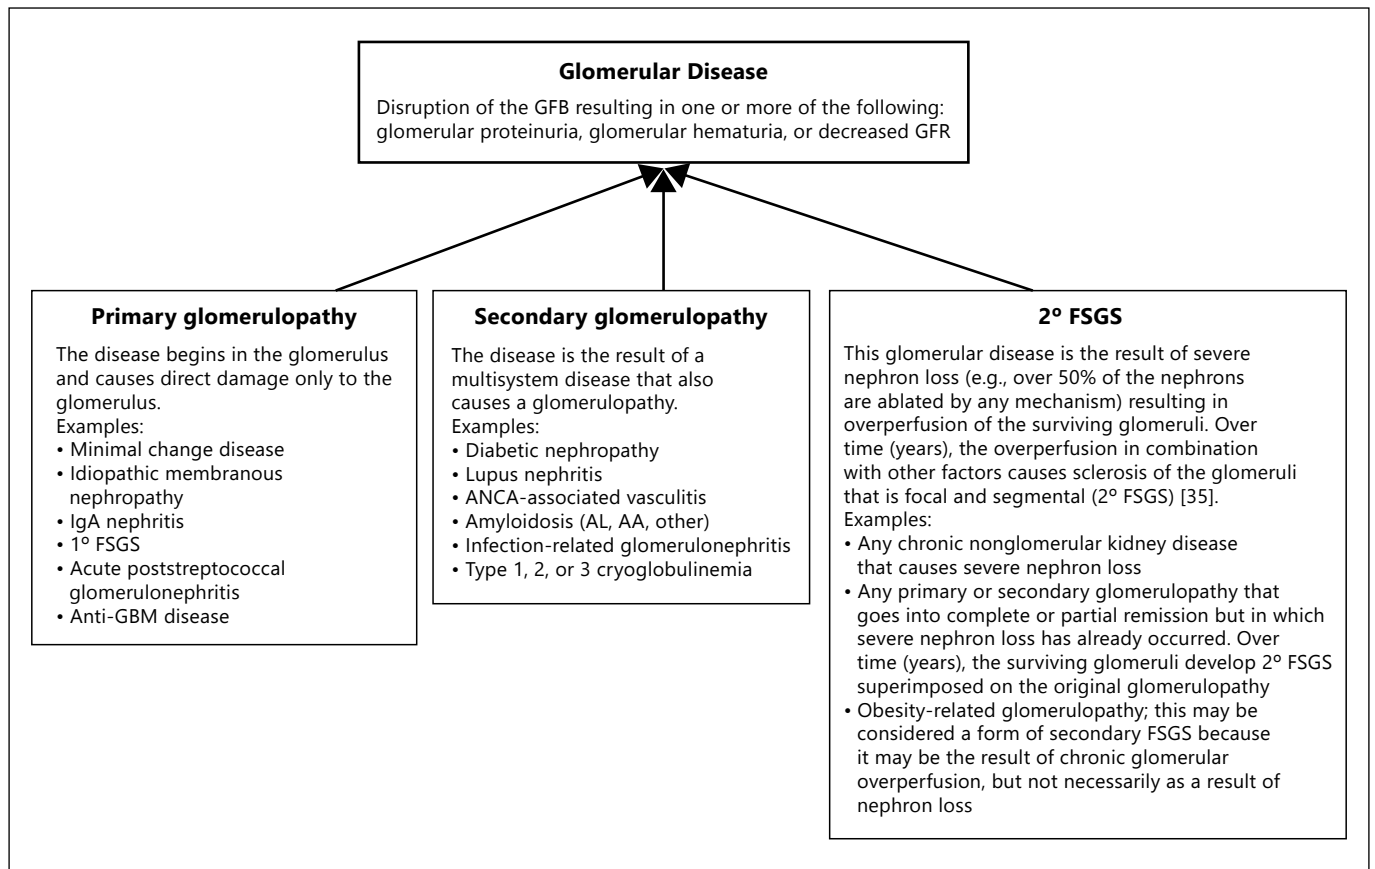 Glomerular Disease
Disruption of the GFB resulting in one or more of the following:
glomerular proteinuria, glomerular hematuria, or decreased GFR
Primary glomerulopathy
The disease begins in the glomerulus
and causes direct damage only to the
glomerulus.
Examples:
• Minimal change disease
• Idiopathic membranous
nephropathy
• IgA nephritis
• 1º FSGS
• Acute poststreptococcal
glomerulonephritis
• Anti-GBM disease
Secondary glomerulopathy
The disease is the result of a
multisystem disease that also
causes a glomerulopathy.
Examples:
• Diabetic nephropathy
• Lupus nephritis
• ANCA-associated vasculitis
• Amyloidosis (AL, AA, other)
• Infection-related glomerulonephritis
• Type 1, 2, or 3 cryoglobulinemia
2º FSGS
This glomerular disease is the result of severe
nephron loss (e.g., over 50% of the nephrons
are ablated by any mechanism) resulting in
overperfusion of the surviving glomeruli. Over
time (years), the overperfusion in combination
with other factors causes sclerosis of the glomeruli
that is focal and segmental (2º FSGS) [35].
Examples:
• Any chronic nonglomerular kidney disease
that causes severe nephron loss
• Any primary or secondary glomerulopathy that
goes into complete or partial remission but in which
severe nephron loss has already occurred. Over
time (years), the surviving glomeruli develop 2º FSGS
superimposed on the original glomerulopathy
• Obesity-related glomerulopathy; this may be
considered a form of secondary FSGS because
it may be the result of chronic glomerular
overperfusion, but not necessarily as a result of
nephron loss